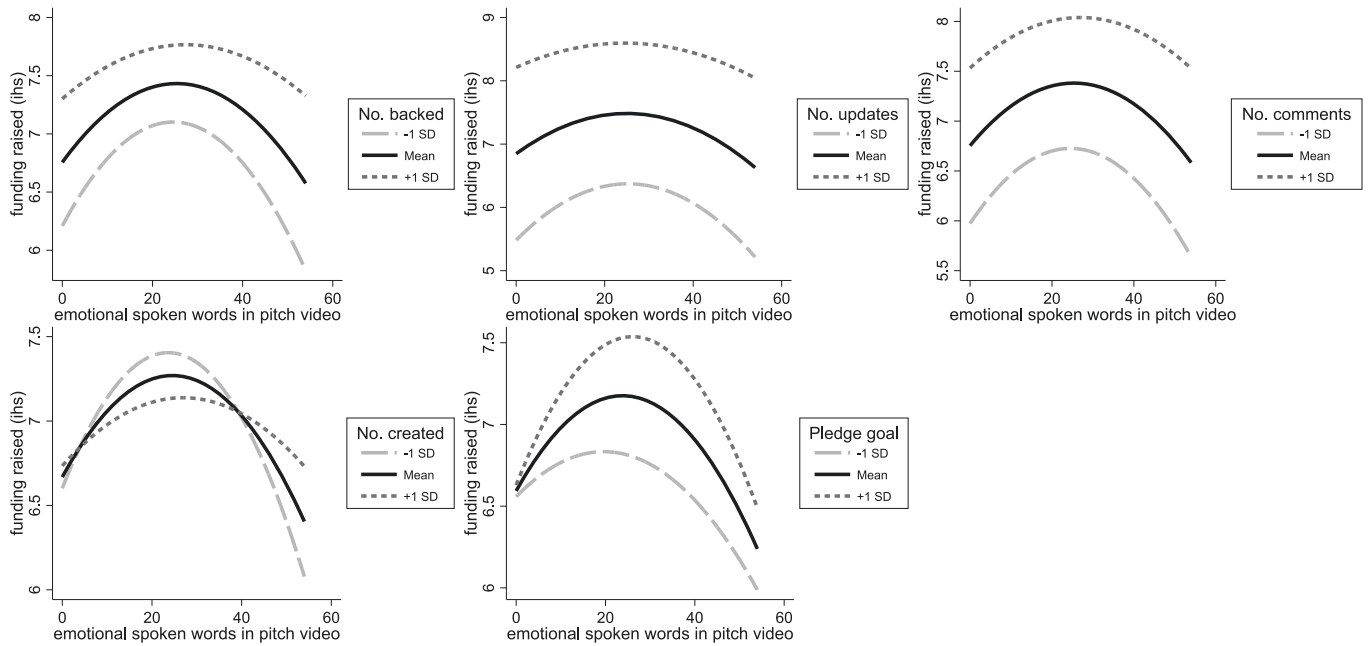 funding raised (ihs)
8
7.5
7
6.5
6
0
20
40
60
emotional spoken words in pitch video
No. backed
-1 SD
Mean
+1 SD
funding raised (ihs)
9
8
7
6
5
0
20
40
60
emotional spoken words in pitch video
No. updates
-1 SD
Mean
+1 SD
funding raised (ihs)
8
7.5
7
6.5
6
5.5
0
20
40
60
emotional spoken words in pitch video
No. comments
-1 SD
Mean
+1 SD
funding raised (ihs)
7.5
7
6.5
6
0
20
40
60
emotional spoken words in pitch video
No. created
-1 SD
Mean
+1 SD
funding raised (ihs)
7.5
7
6.5
6
0
20
40
60
emotional spoken words in pitch video
Pledge goal
-1 SD
Mean
+1 SD